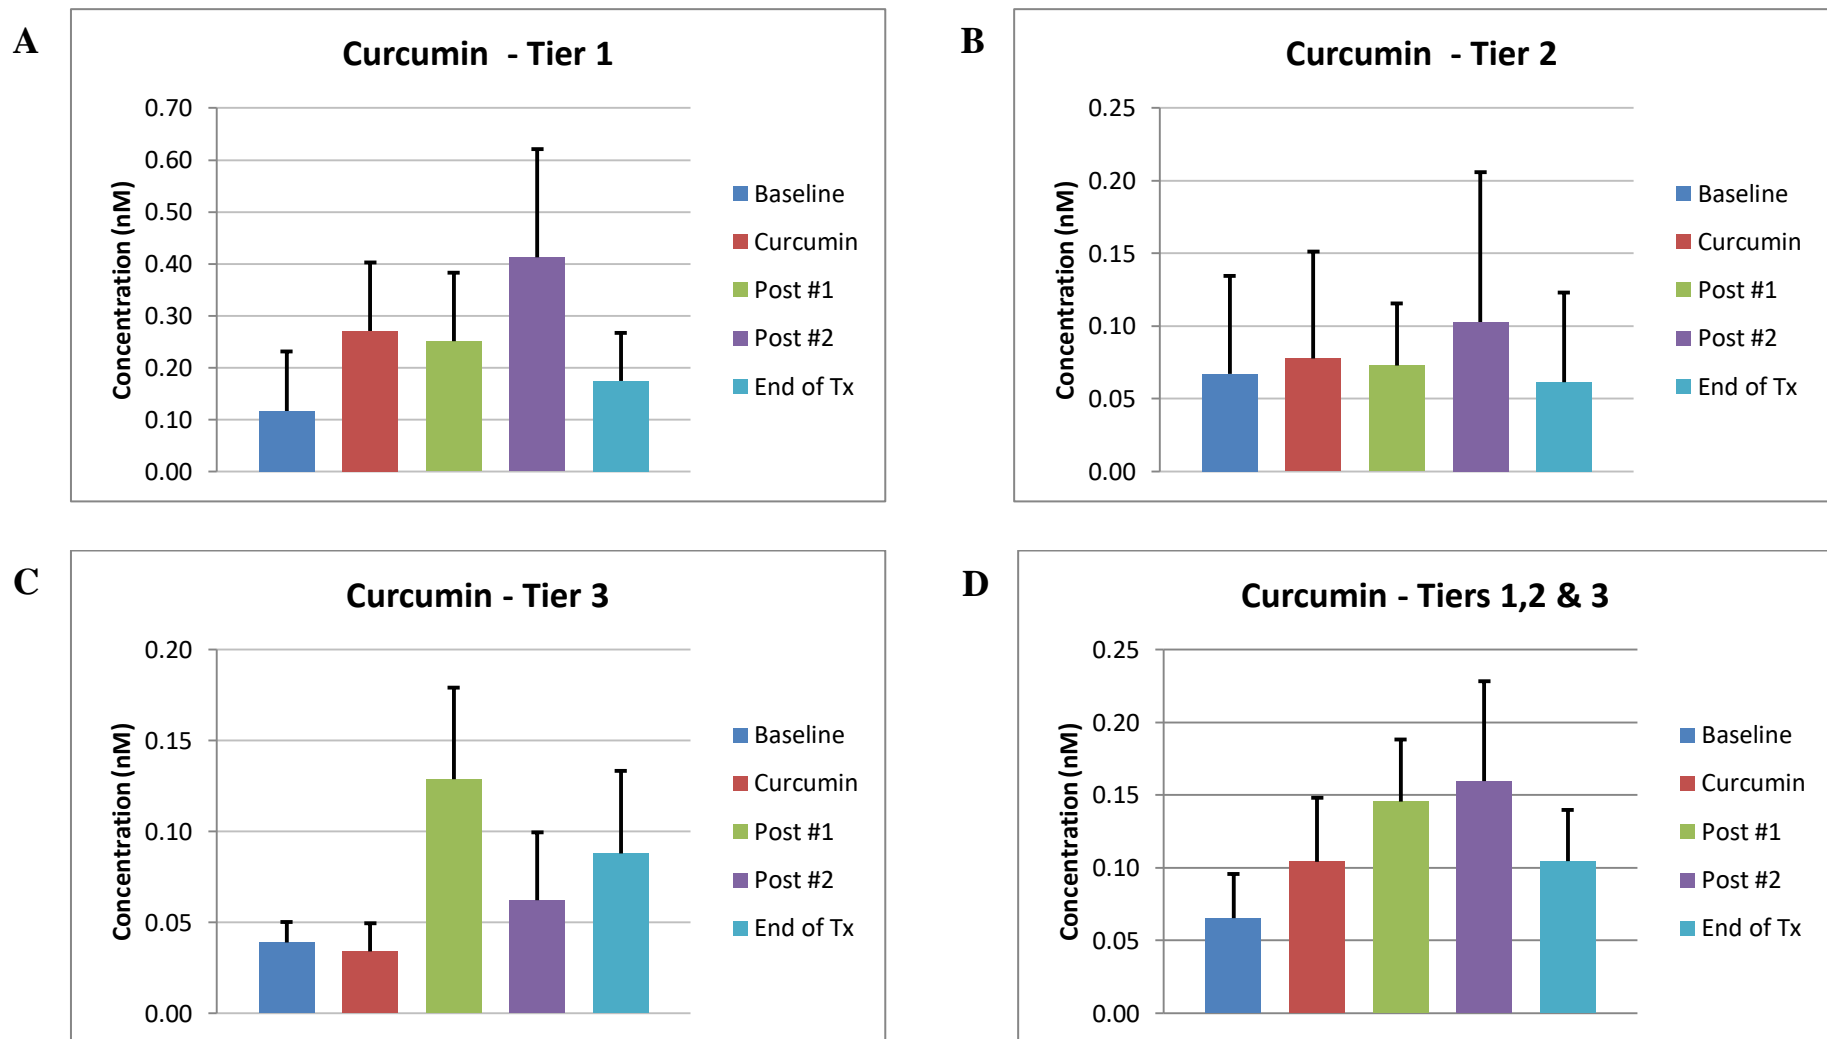 A
Curcumin - Tier 1
Concentration (nM)
0.70
0.60
0.50
0.40
0.30
0.20
0.10
0.00
Baseline
Curcumin
Post #1
Post #2
End of Tx
B
Curcumin - Tier 2
Concentration (nM)
0.25
0.20
0.15
0.10
0.05
0.00
Baseline
Curcumin
Post #1
Post #2
End of Tx
C
Curcumin - Tier 3
Concentration (nM)
0.20
0.15
0.10
0.05
0.00
Baseline
Curcumin
Post #1
Post #2
End of Tx
D
Curcumin - Tiers 1,2 & 3
Concentration (nM)
0.25
0.20
0.15
0.10
0.05
0.00
Baseline
Curcumin
Post #1
Post #2
End of Tx